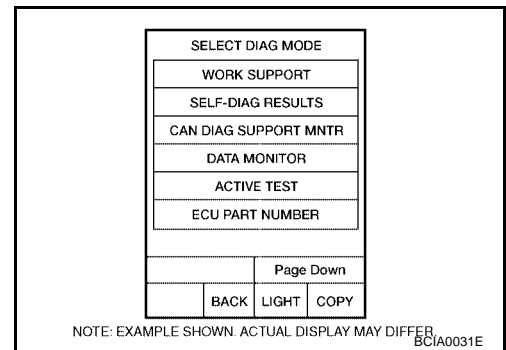 SELECT DIAG MODE
WORK SUPPORT
SELF-DIAG RESULTS
CAN DIAG SUPPORT MNTR
DATA MONITOR
ACTIVE TEST
ECU PART NUMBER
Page Down
BACK LIGHT COPY
NOTE: EXAMPLE SHOWN. ACTUAL DISPLAY MAY DIFFER.
BCIA0031E